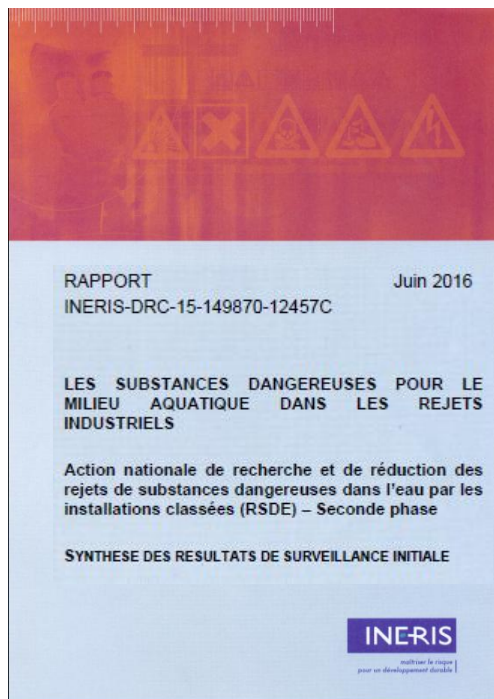 RAPPORT Juin 2016
INERIS-DRC-15-149870-12457C
LES SUBSTANCES DANGEREUSES POUR LE
MILIEU AQUATIQUE DANS LES REJETS
INDUSTRIELS
Action nationale de recherche et de réduction des
rejets de substances dangereuses dans l'eau par les
installations classées (RSDE) – Seconde phase
SYNTHESE DES RESULTATS DE SURVEILLANCE INITIALE
INERIS
maîtriser le risque
pour un développement durable